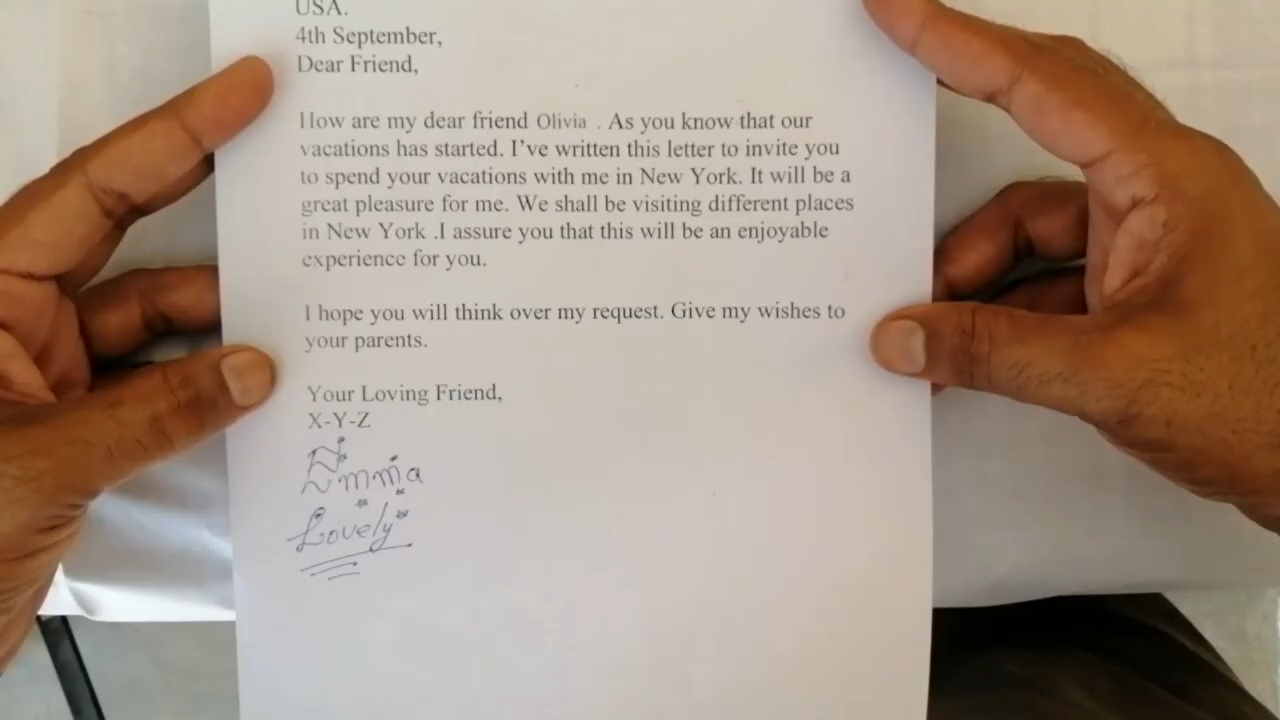 USA.
4th September,
Dear Friend,
How are my dear friend Olivia . As you know that our
vacations has started. I've written this letter to invite you
to spend your vacations with me in New York. It will be a
great pleasure for me. We shall be visiting different places
in New York .I assure you that this will be an enjoyable
experience for you.
I hope you will think over my request. Give my wishes to
your parents.
Your Loving Friend,
X-Y-Z
Emma
Lovely